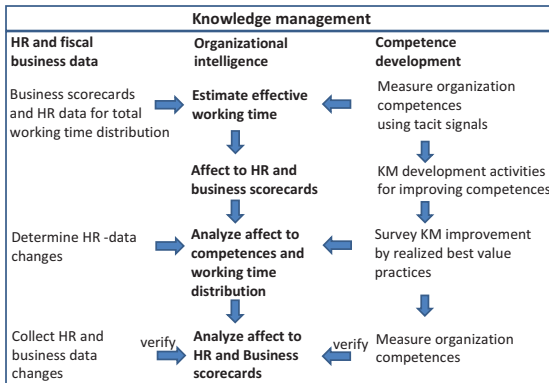 Knowledge management
HR and fiscal
business data
Organizational
intelligence
Competence
development
Business scorecards
and HR data for total
working time distribution
Estimate effective
working time
Measure organization
competences
using tacit signals
Affect to HR and
business scorecards
KM development activities
for improving competences
Determine HR -data
changes
Analyze affect to
competences and
working time
distribution
Survey KM improvement
by realized best value
practices
Collect HR and
business data
changes
verify
Analyze affect to
HR and Business
scorecards
verify
Measure organization
competences